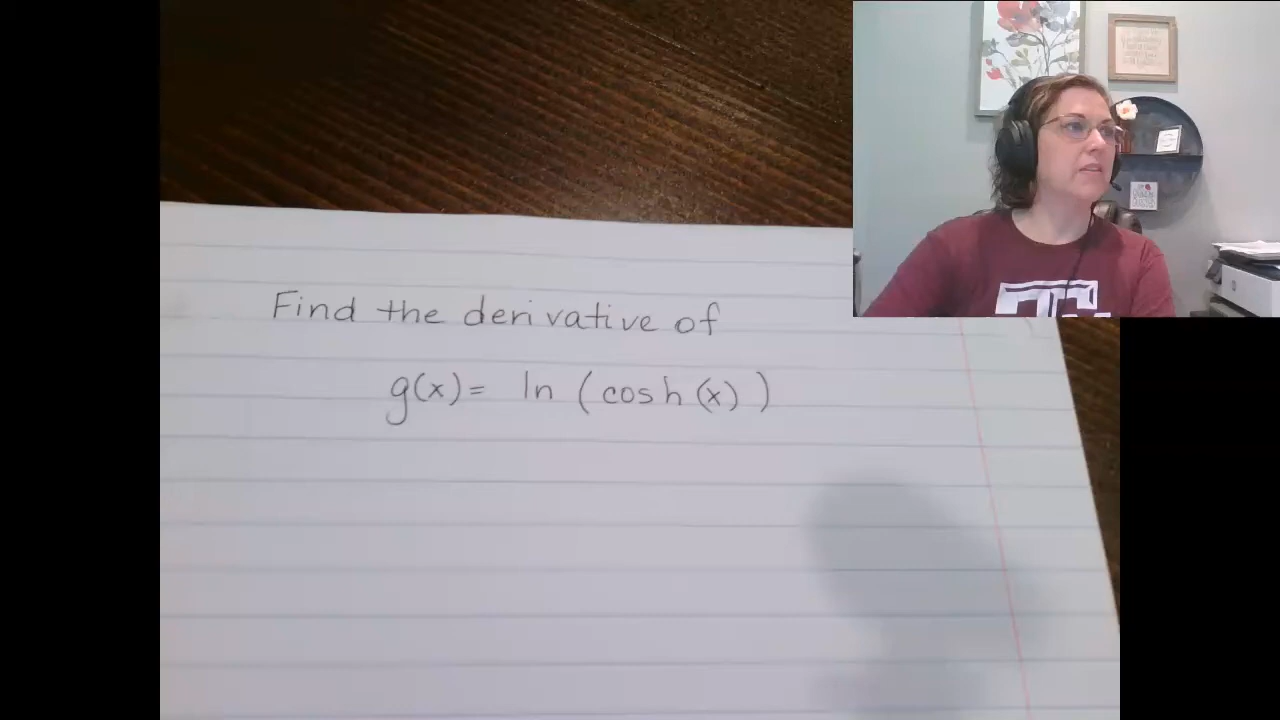 Find the derivative of
g(x) = ln (cosh (x) )